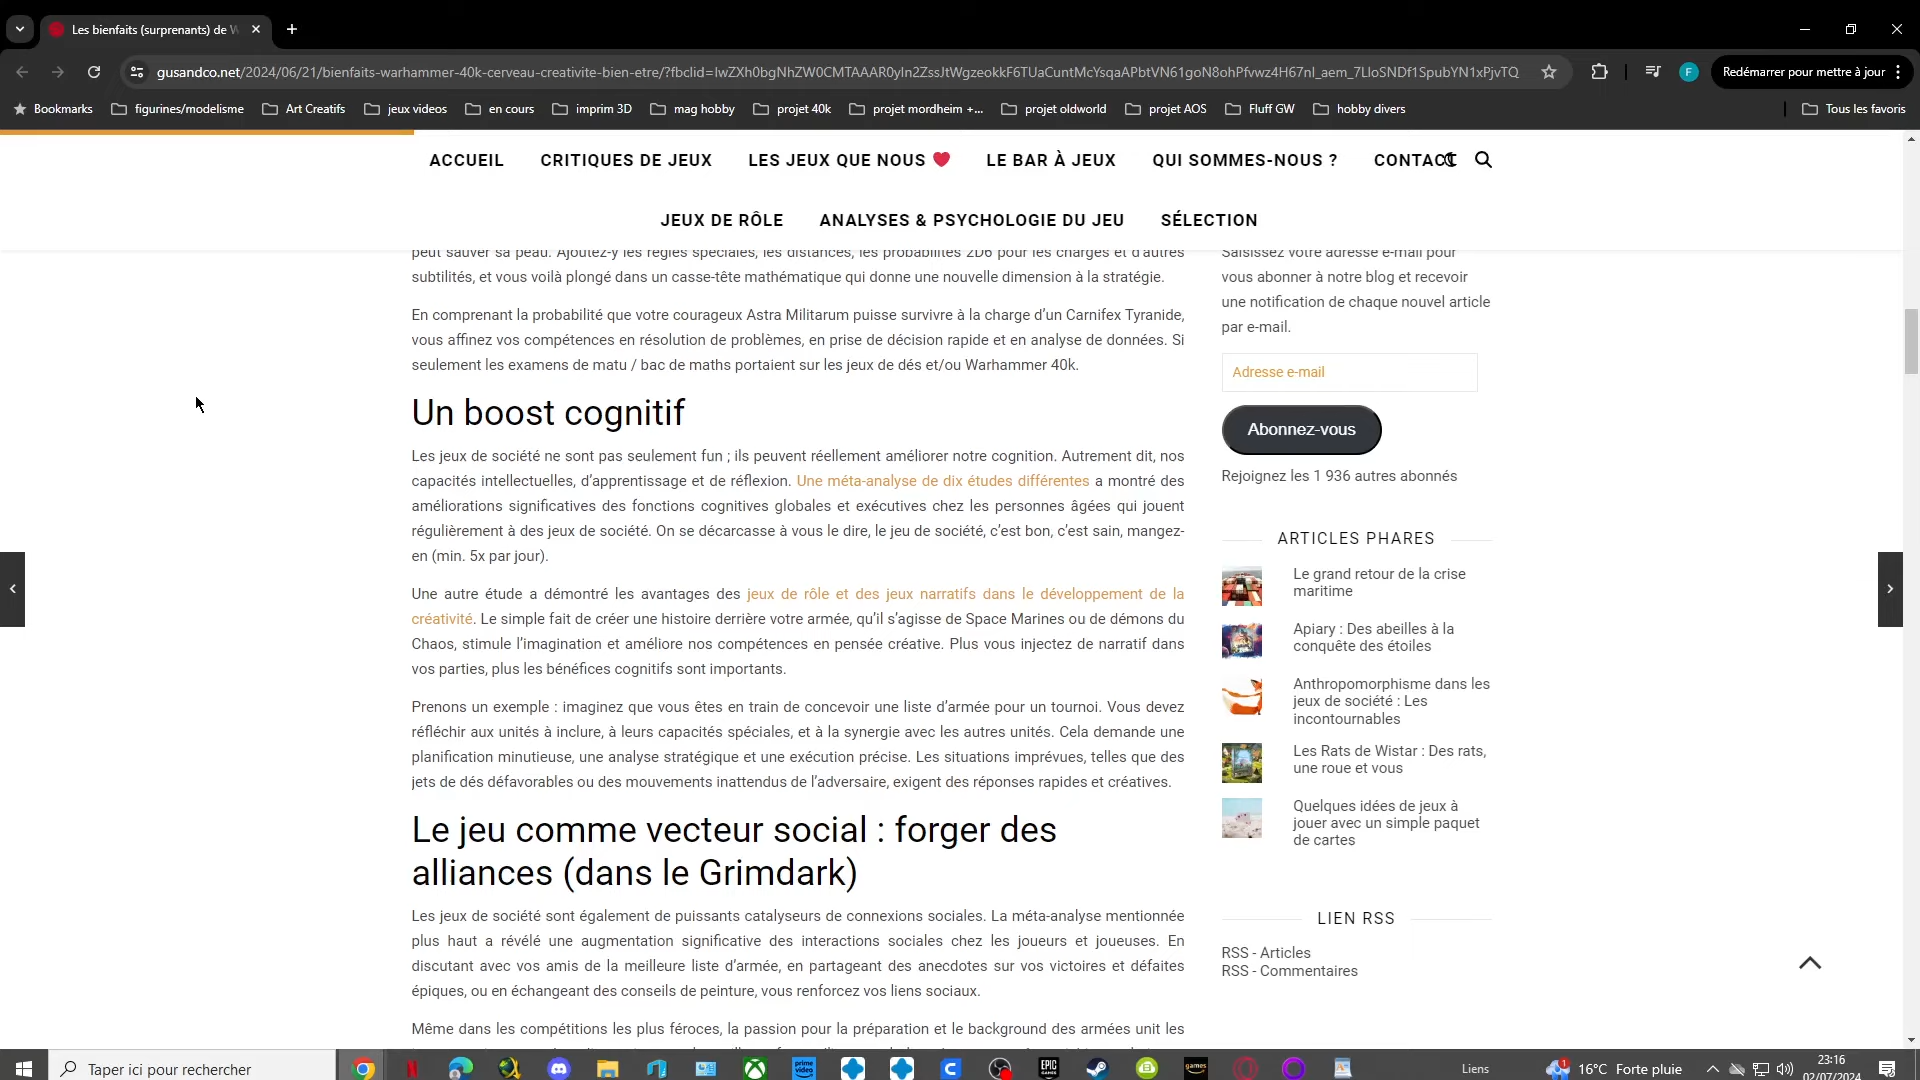 Les bienfaits (surprenants) de W
gusandco.net/2024/06/21/bienfaits-warhammer-40k-cerveau-creativite-bien-etre/?fbclid=IwZXh0bgNhZW0CMTAAAR0yIn2ZssJtWgzeokkF6TUaCuntMcYsqaAPbtVN61goN8ohPfvwz4H67nI_aem_7LIoSNDf1SpubYN1xPjvTQ
F
Redémarrer pour mettre à jour
Bookmarks
figurines/modelisme
Art Creatifs
jeux videos
en cours
imprim 3D
mag hobby
projet 40k
projet mordheim +...
projet oldworld
projet AOS
Fluff GW
hobby divers
Tous les favoris
ACCUEIL
CRITIQUES DE JEUX
LES JEUX QUE NOUS
LE BAR À JEUX
QUI SOMMES-NOUS ?
CONTACT
JEUX DE RÔLE
ANALYSES & PSYCHOLOGIE DU JEU
SÉLECTION
peut sauver sa peau. Ajoutez-y les règles spéciales, les distances, les probabilités 2D6 pour les charges et d'autres
subtilités, et vous voilà plongé dans un casse-tête mathématique qui donne une nouvelle dimension à la stratégie.
En comprenant la probabilité que votre courageux Astra Militarum puisse survivre à la charge d'un Carnifex Tyranide,
vous affinez vos compétences en résolution de problèmes, en prise de décision rapide et en analyse de données. Si
seulement les examens de matu / bac de maths portaient sur les jeux de dés et/ou Warhammer 40k.
Un boost cognitif
Les jeux de société ne sont pas seulement fun ; ils peuvent réellement améliorer notre cognition. Autrement dit, nos
capacités intellectuelles, d'apprentissage et de réflexion. Une méta-analyse de dix études différentes a montré des
améliorations significatives des fonctions cognitives globales et exécutives chez les personnes âgées qui jouent
régulièrement à des jeux de société. On se décarcasse à vous le dire, le jeu de société, c'est bon, c'est sain, mangez-
en (min. 5x par jour).
Une autre étude a démontré les avantages des jeux de rôle et des jeux narratifs dans le développement de la
créativité. Le simple fait de créer une histoire derrière votre armée, qu'il s'agisse de Space Marines ou de démons du
Chaos, stimule l'imagination et améliore nos compétences en pensée créative. Plus vous injectez de narratif dans
vos parties, plus les bénéfices cognitifs sont importants.
Prenons un exemple : imaginez que vous êtes en train de concevoir une liste d'armée pour un tournoi. Vous devez
réfléchir aux unités à inclure, à leurs capacités spéciales, et à la synergie avec les autres unités. Cela demande une
planification minutieuse, une analyse stratégique et une exécution précise. Les situations imprévues, telles que des
jets de dés défavorables ou des mouvements inattendus de l'adversaire, exigent des réponses rapides et créatives.
Le jeu comme vecteur social : forger des
alliances (dans le Grimdark)
Les jeux de société sont également de puissants catalyseurs de connexions sociales. La méta-analyse mentionnée
plus haut a révélé une augmentation significative des interactions sociales chez les joueurs et joueuses. En
discutant avec vos amis de la meilleure liste d'armée, en partageant des anecdotes sur vos victoires et défaites
épiques, ou en échangeant des conseils de peinture, vous renforcez vos liens sociaux.
Même dans les compétitions les plus féroces, la passion pour la préparation et le background des armées unit les
Saisissez votre adresse e-mail pour
vous abonner à notre blog et recevoir
une notification de chaque nouvel article
par e-mail.
Adresse e-mail
Abonnez-vous
Rejoignez les 1 936 autres abonnés
ARTICLES PHARES
Le grand retour de la crise
maritime
Apiary : Des abeilles à la
conquête des étoiles
Anthropomorphisme dans les
jeux de société : Les
incontournables
Les Rats de Wistar : Des rats,
une roue et vous
Quelques idées de jeux à
jouer avec un simple paquet
de cartes
LIEN RSS
RSS - Articles
RSS - Commentaires
Taper ici pour rechercher
Liens
16°C Forte pluie
23:16
02/07/2024